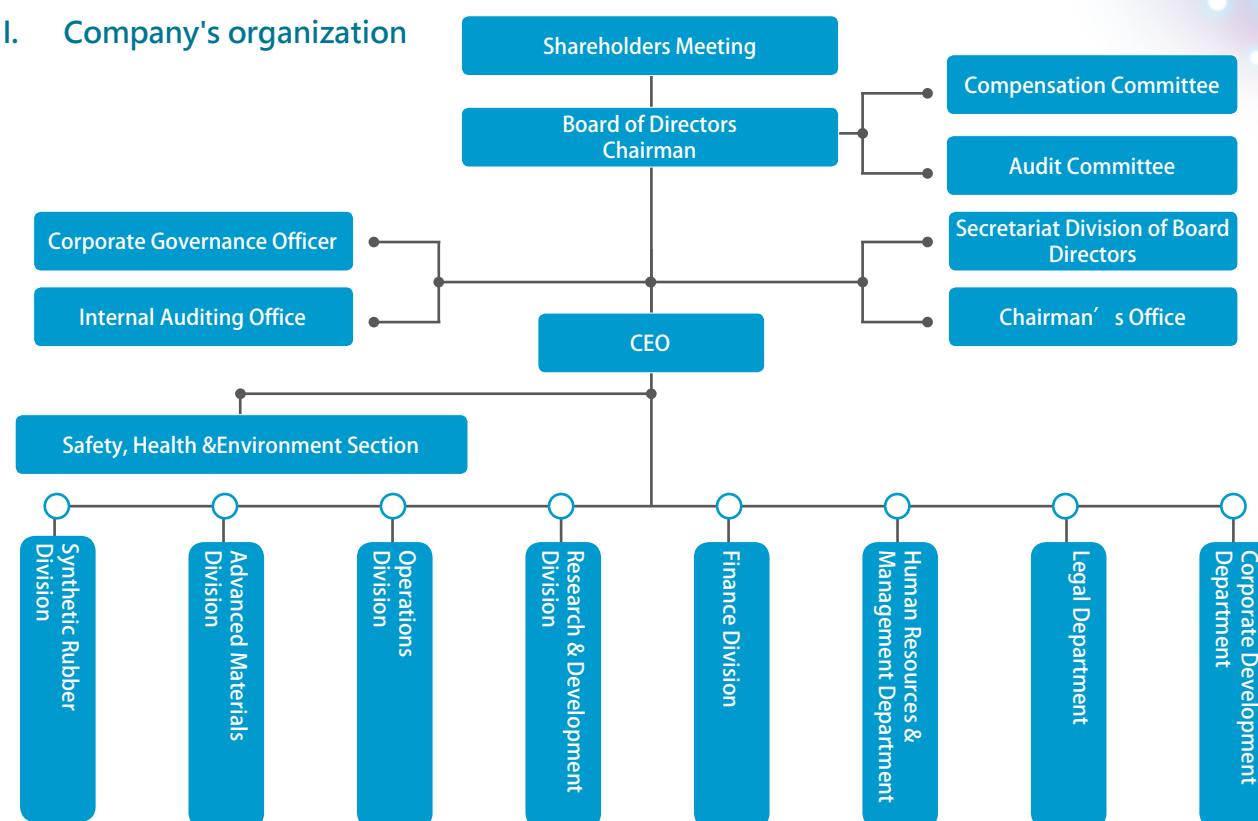 I. Company's organization
Shareholders Meeting
Board of Directors
Chairman
Compensation Committee
Audit Committee
Corporate Governance Officer
Internal Auditing Office
Secretariat Division of Board
Directors
Chairman′ s Office
CEO
Safety, Health &Environment Section
Synthetic Rubber
Division
Advanced Materials
Division
Operations
Division
Research & Development
Division
Finance Division
Human Resources &
Management Department
Legal Department
Corporate Development
Department